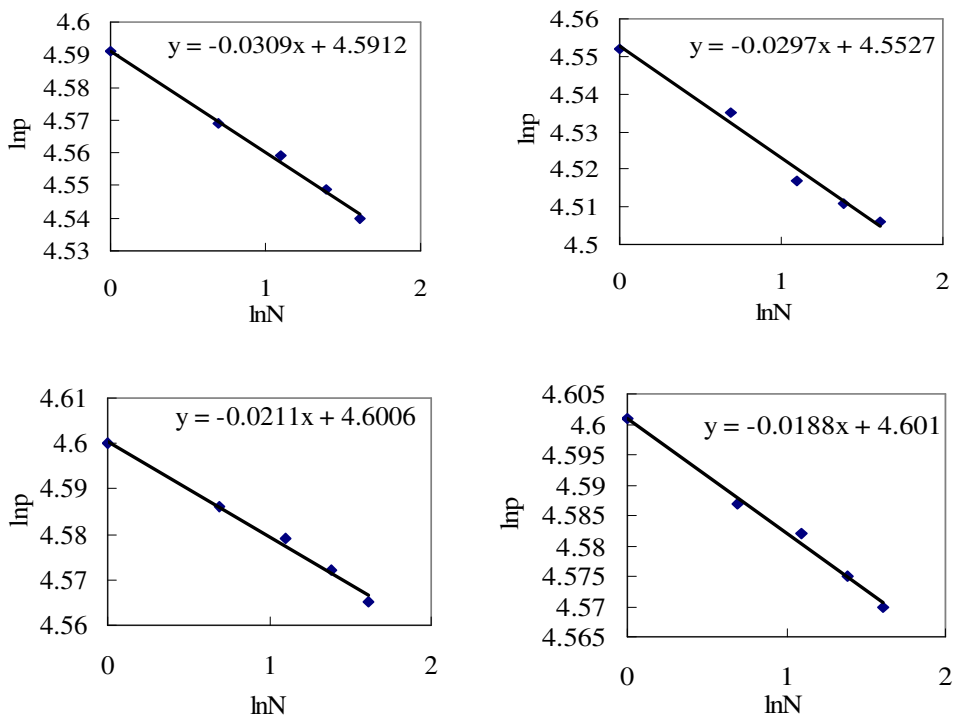 4.6
4.59
4.58
4.57
4.56
4.55
4.54
4.53
lnp
y = -0.0309x + 4.5912
0 1 2
lnN
4.56
4.55
4.54
4.53
4.52
4.51
4.5
lnp
y = -0.0297x + 4.5527
0 1 2
lnN
4.61
4.6
4.59
4.58
4.57
4.56
lnp
y = -0.0211x + 4.6006
0 1 2
lnN
4.605
4.6
4.595
4.59
4.585
4.58
4.575
4.57
4.565
lnp
y = -0.0188x + 4.601
0 1 2
lnN